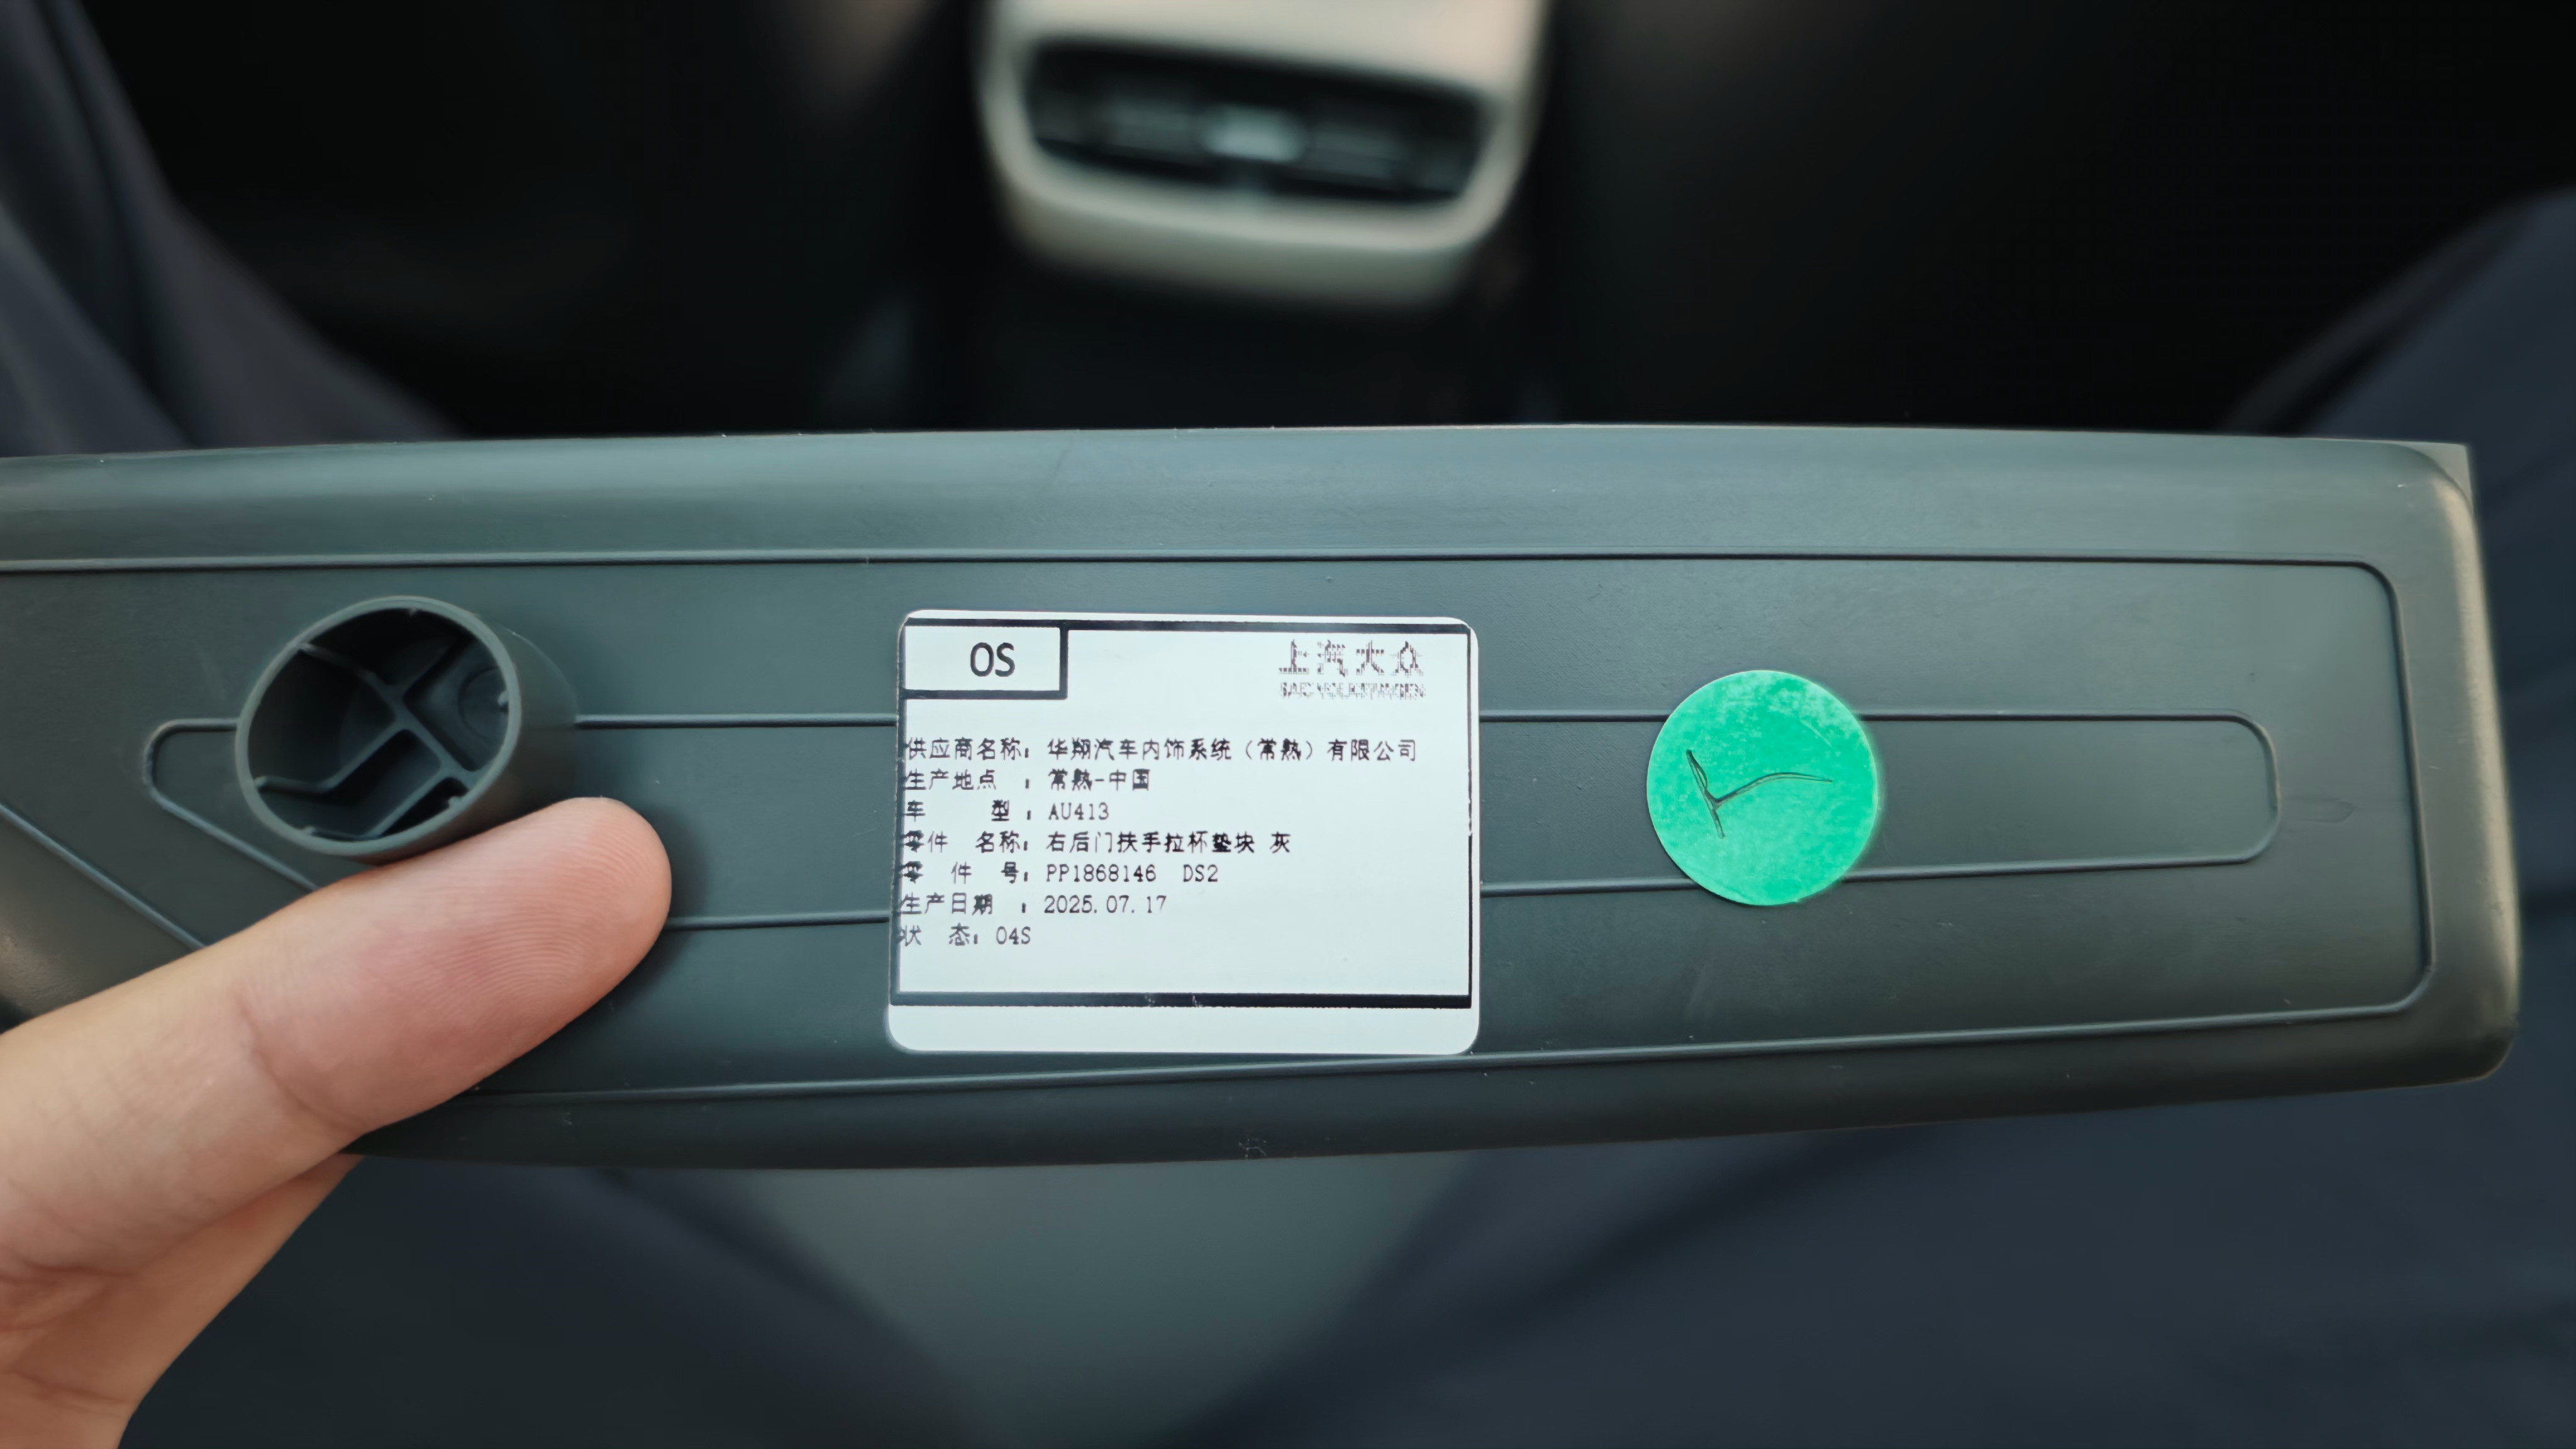 OS
上汽大众
SAIC VOLKSWAGEN
供应商名称：华翔汽车内饰系统（常熟）有限公司
生产地点 ：常熟-中国
车 型：AU413
零件 名称：右后门扶手拉杯垫块 灰
零 件 号：PP1868146 DS2
生产日期 ：2025.07.17
状 态：04S